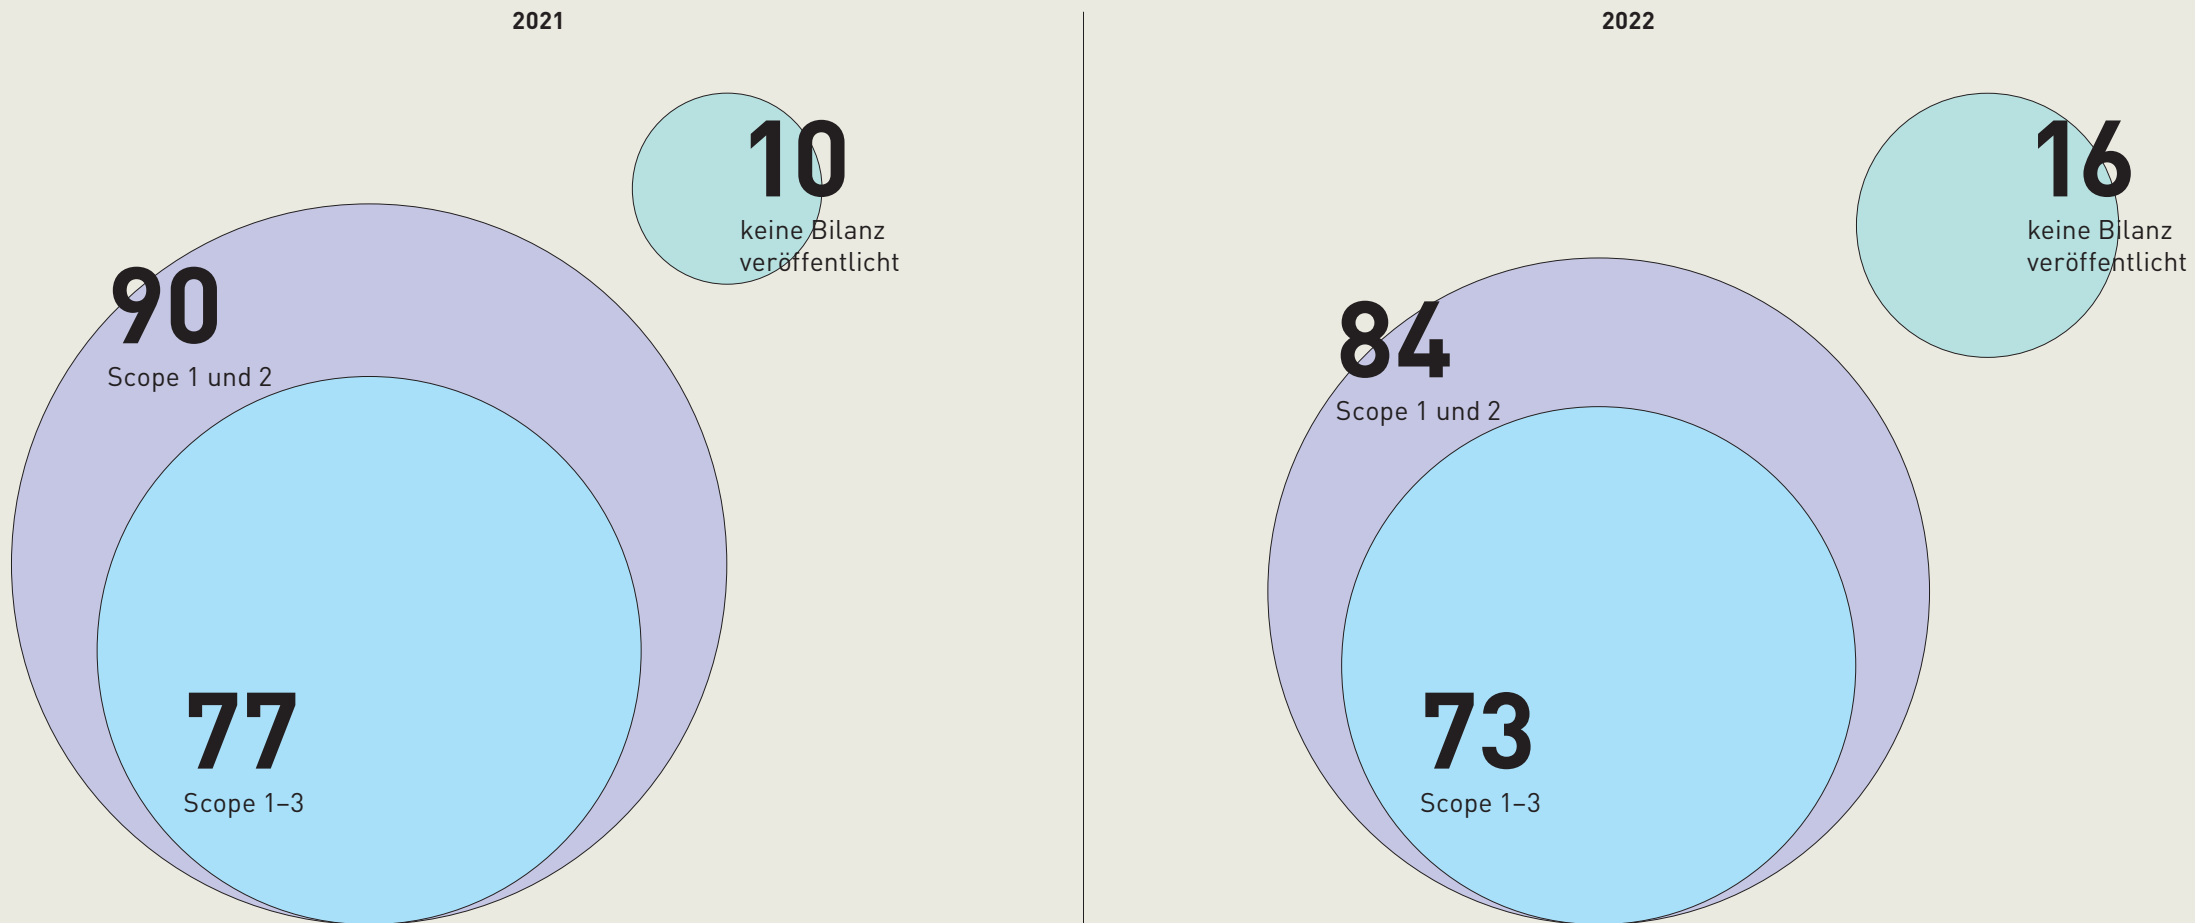 2021
10
keine Bilanz
veröffentlicht
90
Scope 1 und 2
77
Scope 1–3
2022
16
keine Bilanz
veröffentlicht
84
Scope 1 und 2
73
Scope 1–3